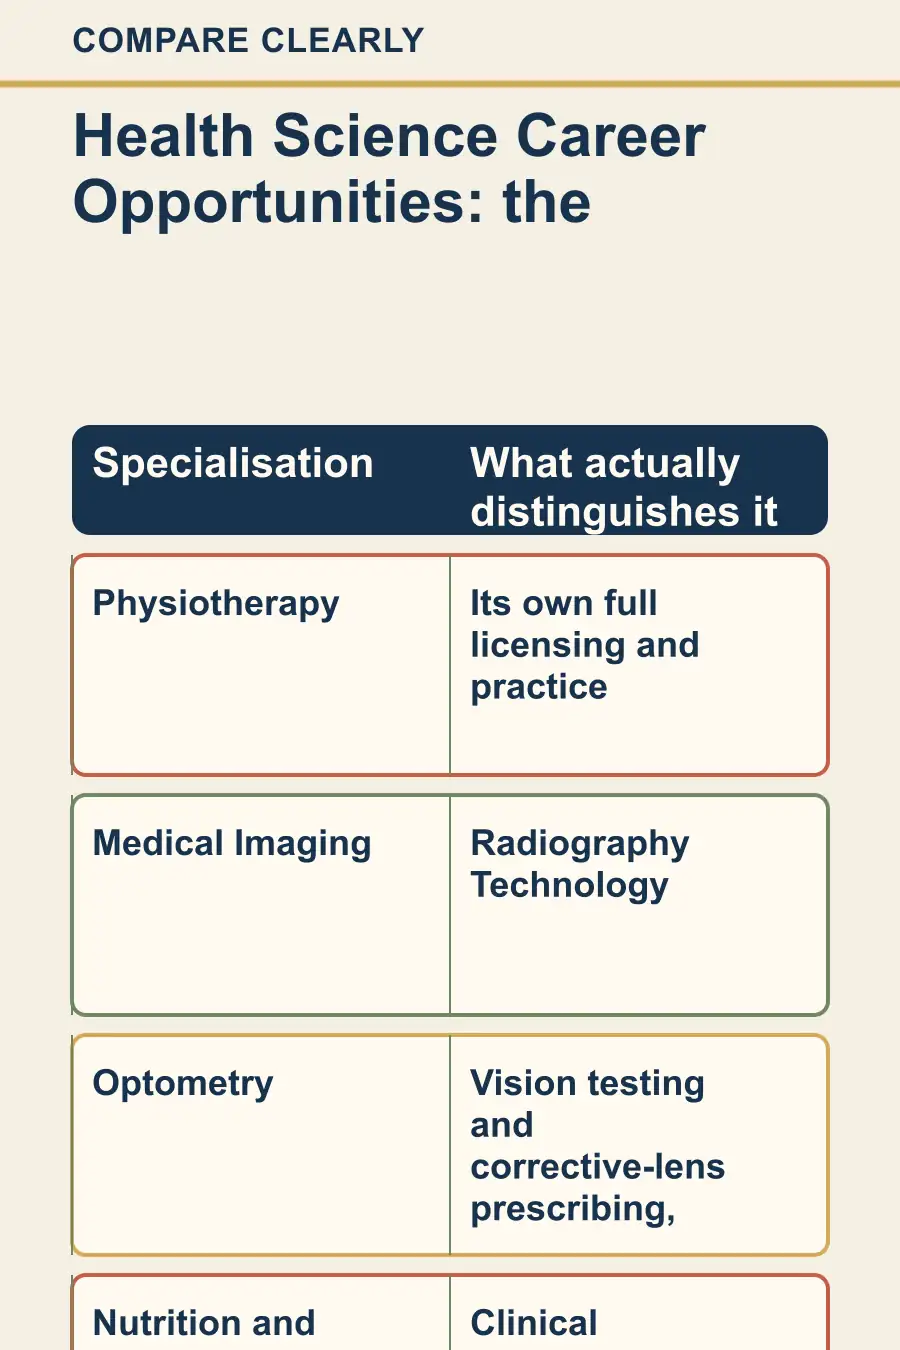 COMPARE CLEARLY
Health Science Career
Opportunities: the
Specialisation
What actually
distinguishes it
Physiotherapy
Its own full
licensing and
practice
Medical Imaging
Radiography
Technology
Optometry
Vision testing
and
corrective-lens
prescribing,
Nutrition and
Clinical